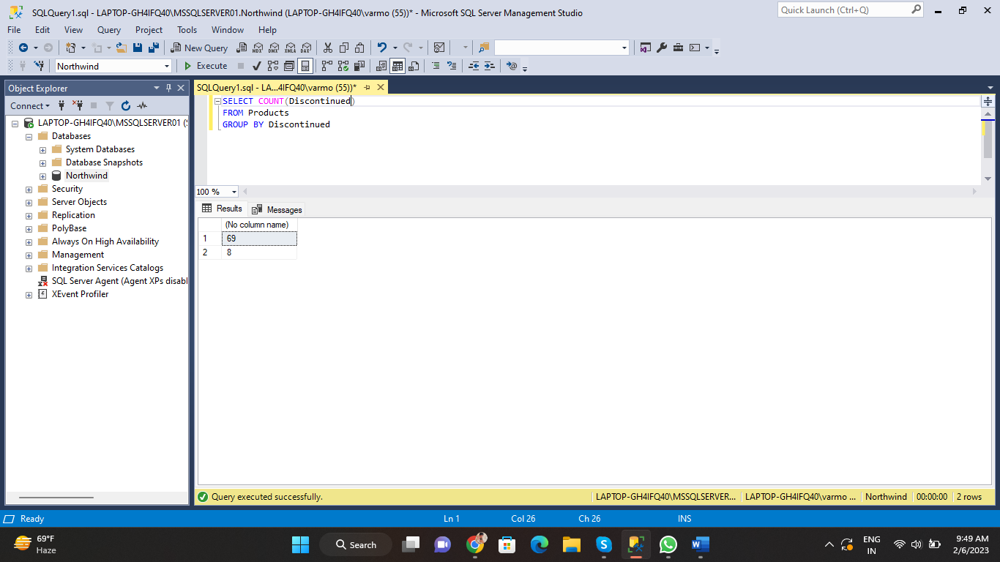 SQLQuery1.sql - LAPTOP-GH4IFQ40\MSSQLSERVER01.Northwind (LAPTOP-GH4IFQ40\varmo (55))* - Microsoft SQL Server Management Studio
Quick Launch (Ctrl+Q)
File Edit View Query Project Tools Window Help
New Query
MDX DMX XMLA DAX
Northwind
Execute
Object Explorer
Connect
LAPTOP-GH4IFQ40\MSSQLSERVER01 (S
Databases
System Databases
Database Snapshots
Northwind
Security
Server Objects
Replication
PolyBase
Always On High Availability
Management
Integration Services Catalogs
SQL Server Agent (Agent XPs disabl
XEvent Profiler
SQLQuery1.sql - LA...4IFQ40\varmo (55))*
SELECT COUNT(Discontinued)
FROM Products
GROUP BY Discontinued
100 %
Results Messages
(No column name)
1 69
2 8
Query executed successfully.
LAPTOP-GH4IFQ40\MSSQLSERVER... LAPTOP-GH4IFQ40\varmo ... Northwind 00:00:00 2 rows
Ready Ln 1 Col 26 Ch 26 INS
69°F
Haze
Search
ENG
IN
9:49 AM
2/6/2023